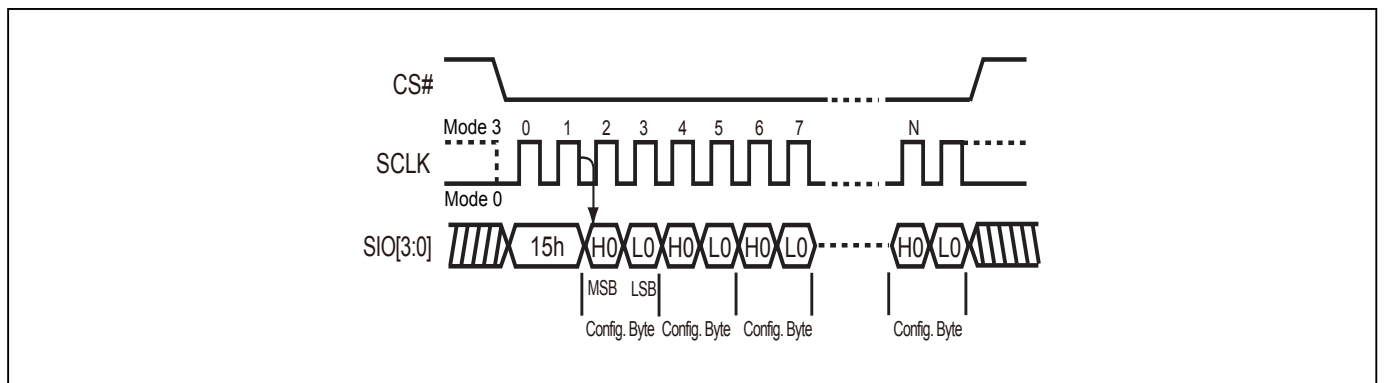 CS#
Mode 3 0 1 2 3 4 5 6 7 N
SCLK
Mode 0
SIO[3:0] 15h H0 L0 H0 L0 H0 L0 H0 L0
MSB LSB
Config. Byte Config. Byte Config. Byte Config. Byte